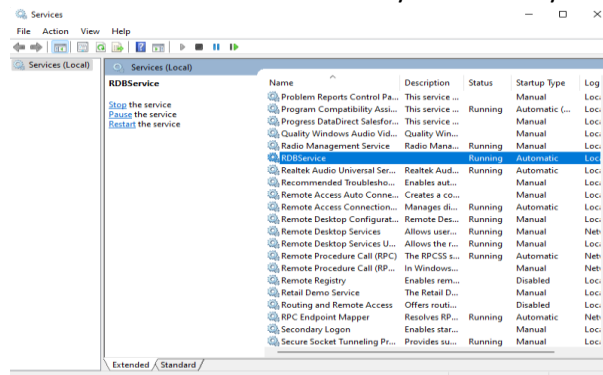 Services
File Action View Help
Services (Local)
Services (Local)
RDBService
Stop the service
Pause the service
Restart the service
Name Description Status Startup Type Log
Problem Reports Control Pa... This service ... Manual Loca
Program Compatibility Assi... This service ... Running Automatic (... Loca
Progress DataDirect Salesfor... This service ... Manual Loca
Quality Windows Audio Vid... Quality Win... Manual Loca
Radio Management Service Radio Mana... Running Manual Loca
RDBService Running Automatic Loca
Realtek Audio Universal Ser... Realtek Aud... Running Automatic Loca
Recommended Troublesho... Enables aut... Manual Loca
Remote Access Auto Conne... Creates a co... Manual Loca
Remote Access Connection... Manages di... Running Automatic Loca
Remote Desktop Configurat... Remote Des... Running Manual Loca
Remote Desktop Services Allows user... Running Manual Netw
Remote Desktop Services U... Allows the r... Running Manual Loca
Remote Procedure Call (RPC) The RPCSS s... Running Automatic Netw
Remote Procedure Call (RP... In Windows... Manual Netw
Remote Registry Enables rem... Disabled Loca
Retail Demo Service The Retail D... Manual Loca
Routing and Remote Access Offers routi... Disabled Loca
RPC Endpoint Mapper Resolves RP... Running Automatic Netw
Secondary Logon Enables star... Manual Loca
Secure Socket Tunneling Pr... Provides su... Running Manual Loca
Extended Standard